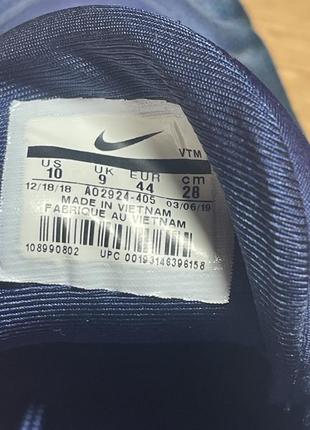 VTM
US UK EUR cm
10 9 44 28
12/18/18 AO2924-405 03/06/19
MADE IN VIETNAM
FABRIQUE AU VIETNAM
108990802 UPC 00193146396158